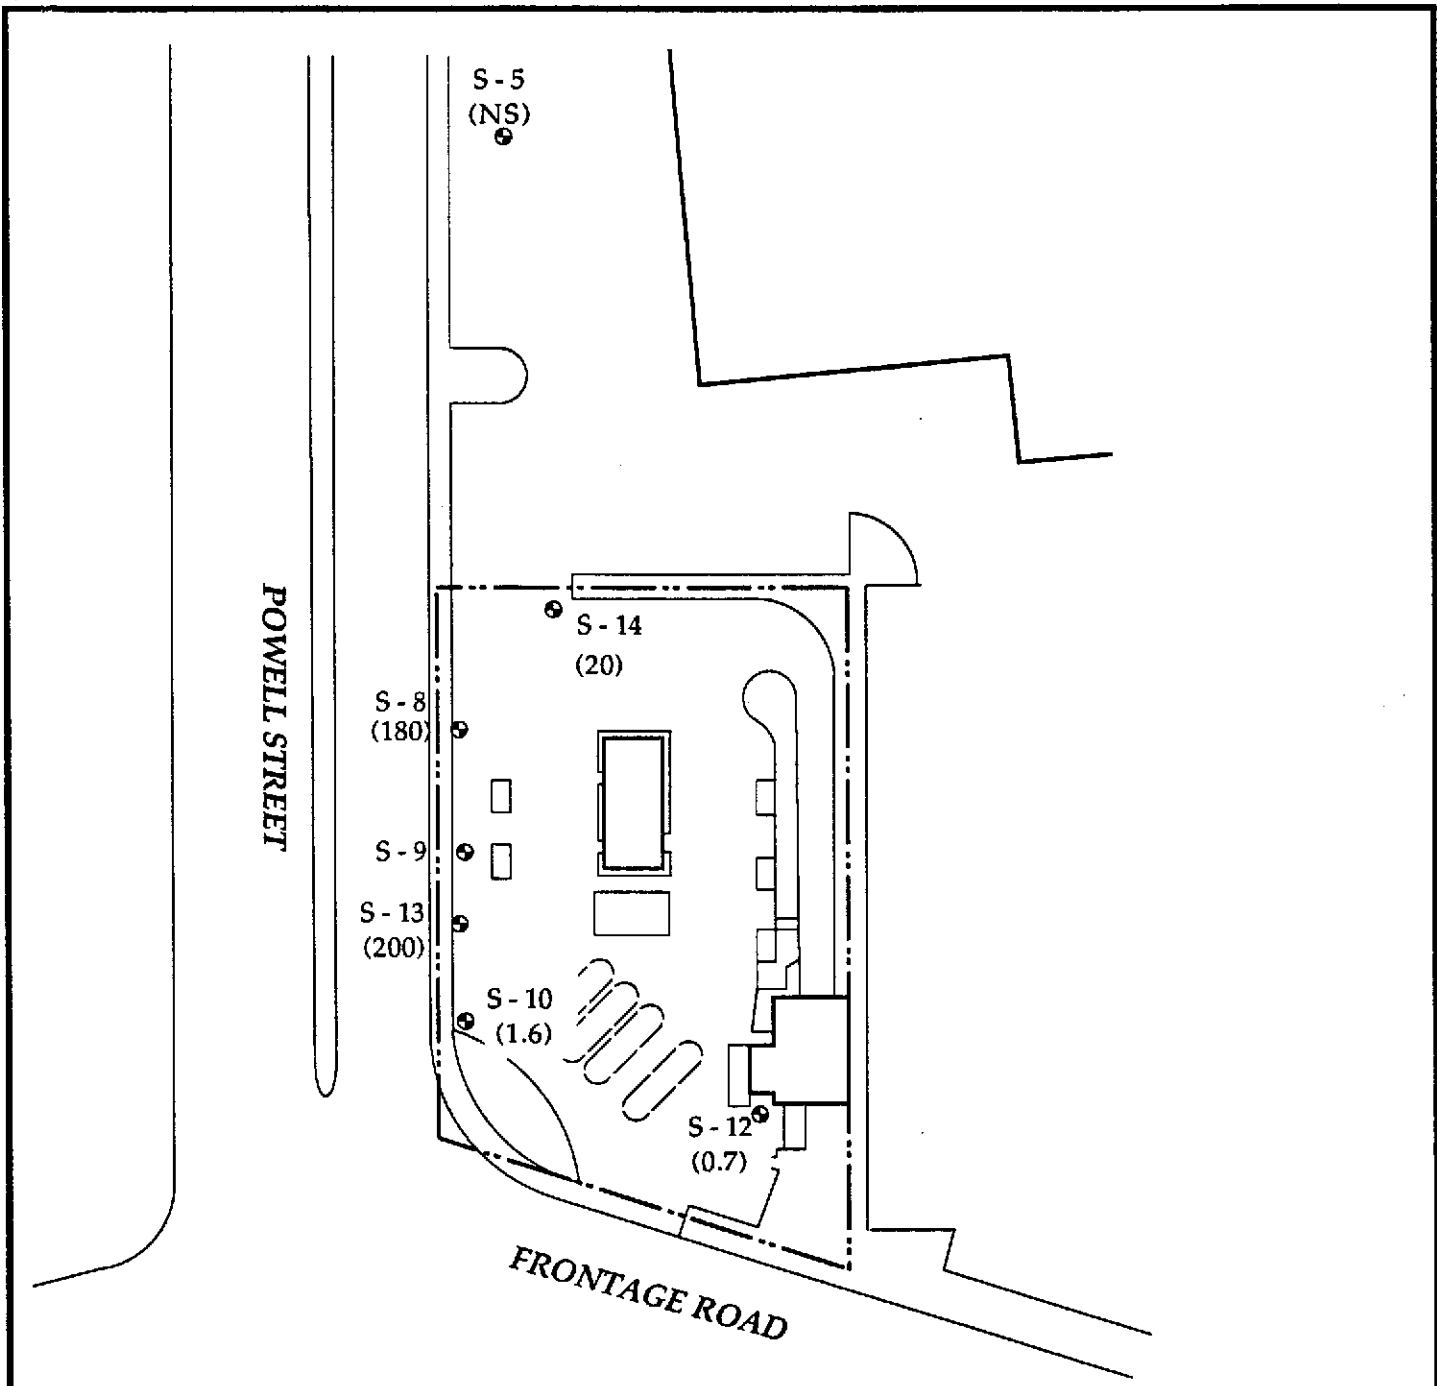 S - 5
(NS)
POWELL STREET
S - 14
(20)
S - 8
(180)
S - 9
S - 13
(200)
S - 10
(1.6)
S - 12
(0.7)
FRONTAGE ROAD